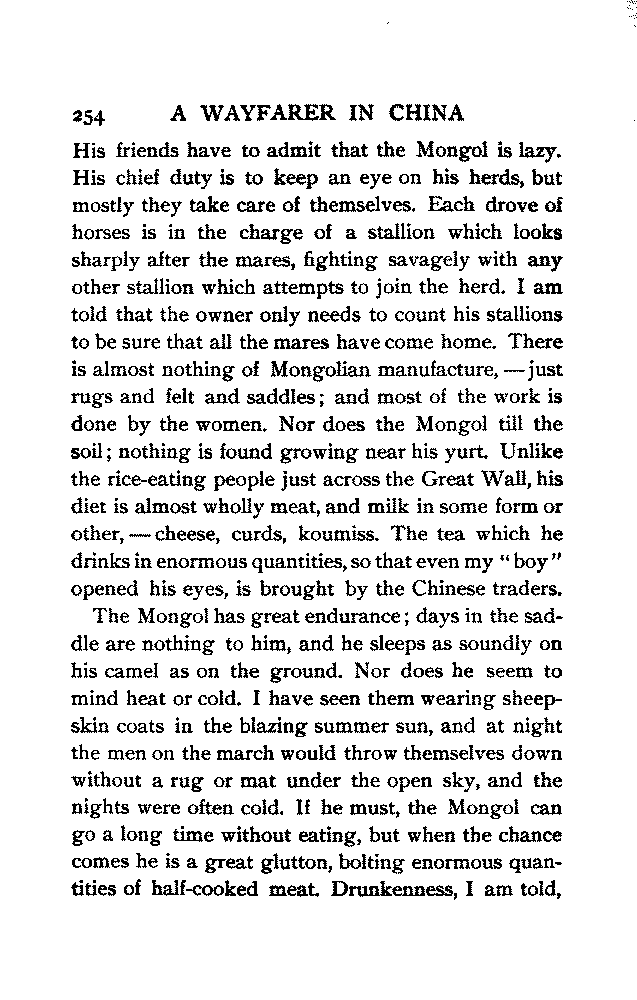 254 A WAYFARER IN CHINA
His friends have to admit that the Mongol is lazy.
His chief duty is to keep an eye on his herds, but
mostly they take care of themselves. Each drove of
horses is in the charge of a stallion which looks
sharply after the mares, fighting savagely with any
other stallion which attempts to join the herd. I am
told that the owner only needs to count his stallions
to be sure that all the mares have come home. There
is almost nothing of Mongolian manufacture, — just
rugs and felt and saddles; and most of the work is
done by the women. Nor does the Mongol till the
soil; nothing is found growing near his yurt. Unlike
the rice-eating people just across the Great Wall, his
diet is almost wholly meat, and milk in some form or
other, — cheese, curds, koumiss. The tea which he
drinks in enormous quantities, so that even my "boy"
opened his eyes, is brought by the Chinese traders.
The Mongol has great endurance; days in the sad-
dle are nothing to him, and he sleeps as soundly on
his camel as on the ground. Nor does he seem to
mind heat or cold. I have seen them wearing sheep-
skin coats in the blazing summer sun, and at night
the men on the march would throw themselves down
without a rug or mat under the open sky, and the
nights were often cold. If he must, the Mongol can
go a long time without eating, but when the chance
comes he is a great glutton, bolting enormous quan-
tities of half-cooked meat. Drunkenness, I am told,